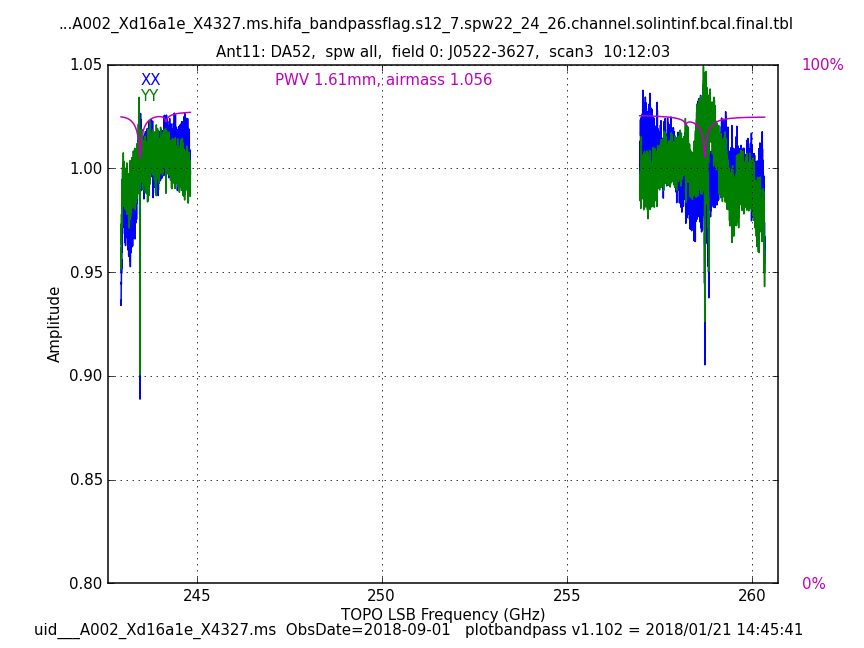 ...A002_Xd16a1e_X4327.ms.hifa_bandpassflag.s12_7.spw22_24_26.channel.solintinf.bcal.final.tbl
Ant11: DA52,  spw all,  field 0: J0522-3627,  scan3  10:12:03
1.05
100%
XX
PWV 1.61mm, airmass 1.056
YY
1.00
0.95
Amplitude
0.90
0.85
0.80
0%
245
250
255
260
TOPO LSB Frequency (GHz)
uid___A002_Xd16a1e_X4327.ms  ObsDate=2018-09-01   plotbandpass v1.102 = 2018/01/21 14:45:41